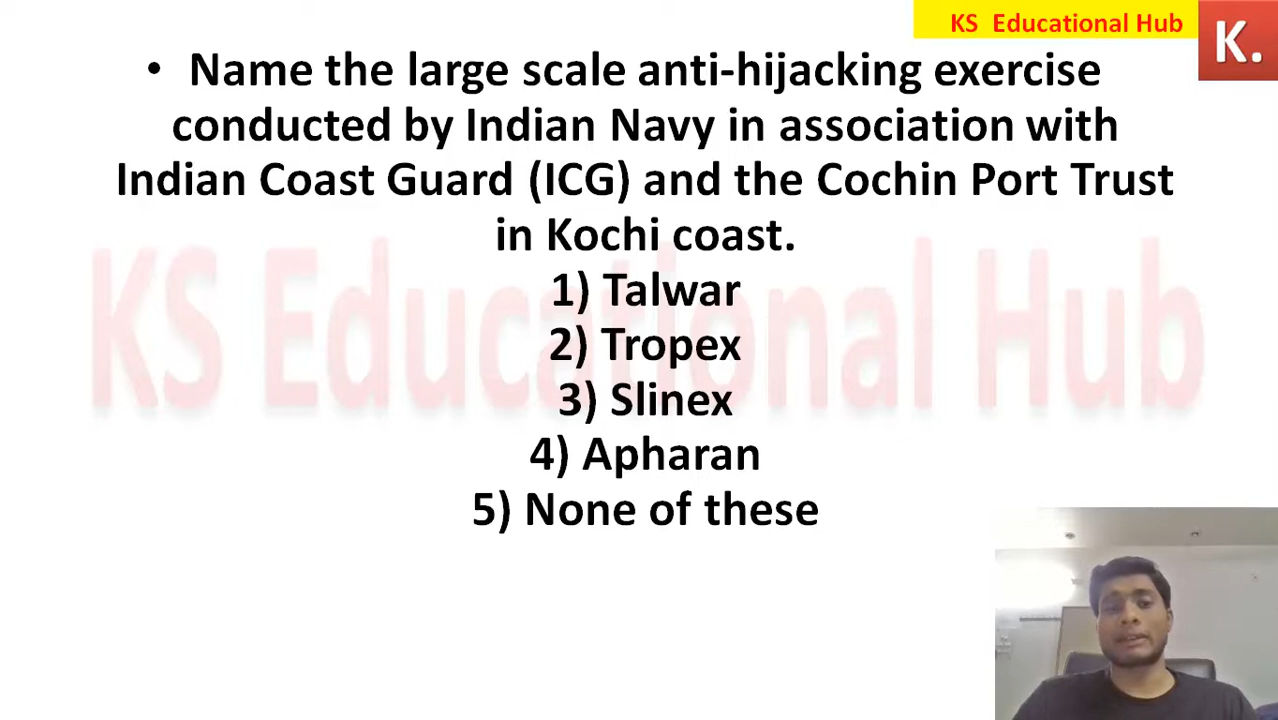 KS Educational Hub
K.
• Name the large scale anti-hijacking exercise
conducted by Indian Navy in association with
Indian Coast Guard (ICG) and the Cochin Port Trust
in Kochi coast.
KS Educational Hub
1) Talwar
2) Tropex
3) Slinex
4) Apharan
5) None of these